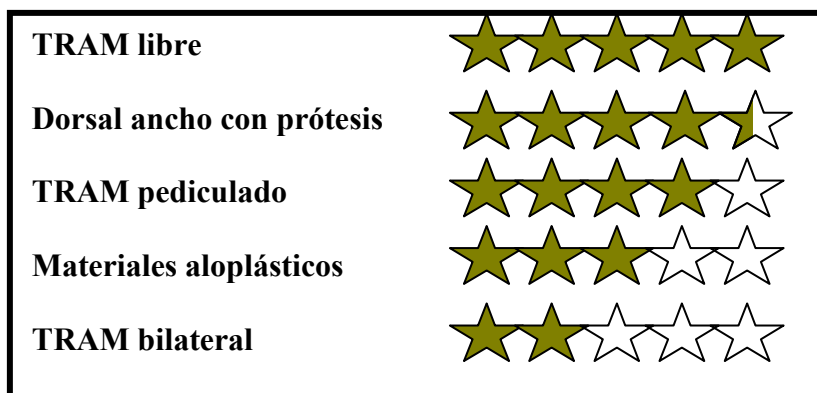 TRAM libre
Dorsal ancho con prótesis
TRAM pediculado
Materiales aloplásticos
TRAM bilateral